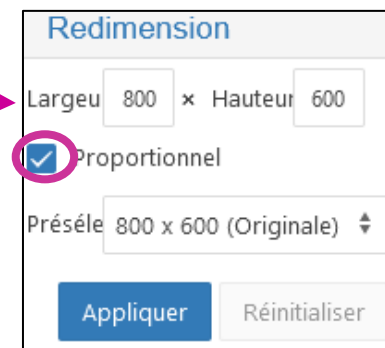 Redimension
Largeu 800 × Hauteur 600
Proportionnel
Préséle 800 x 600 (Originale)
Appliquer Réinitialiser